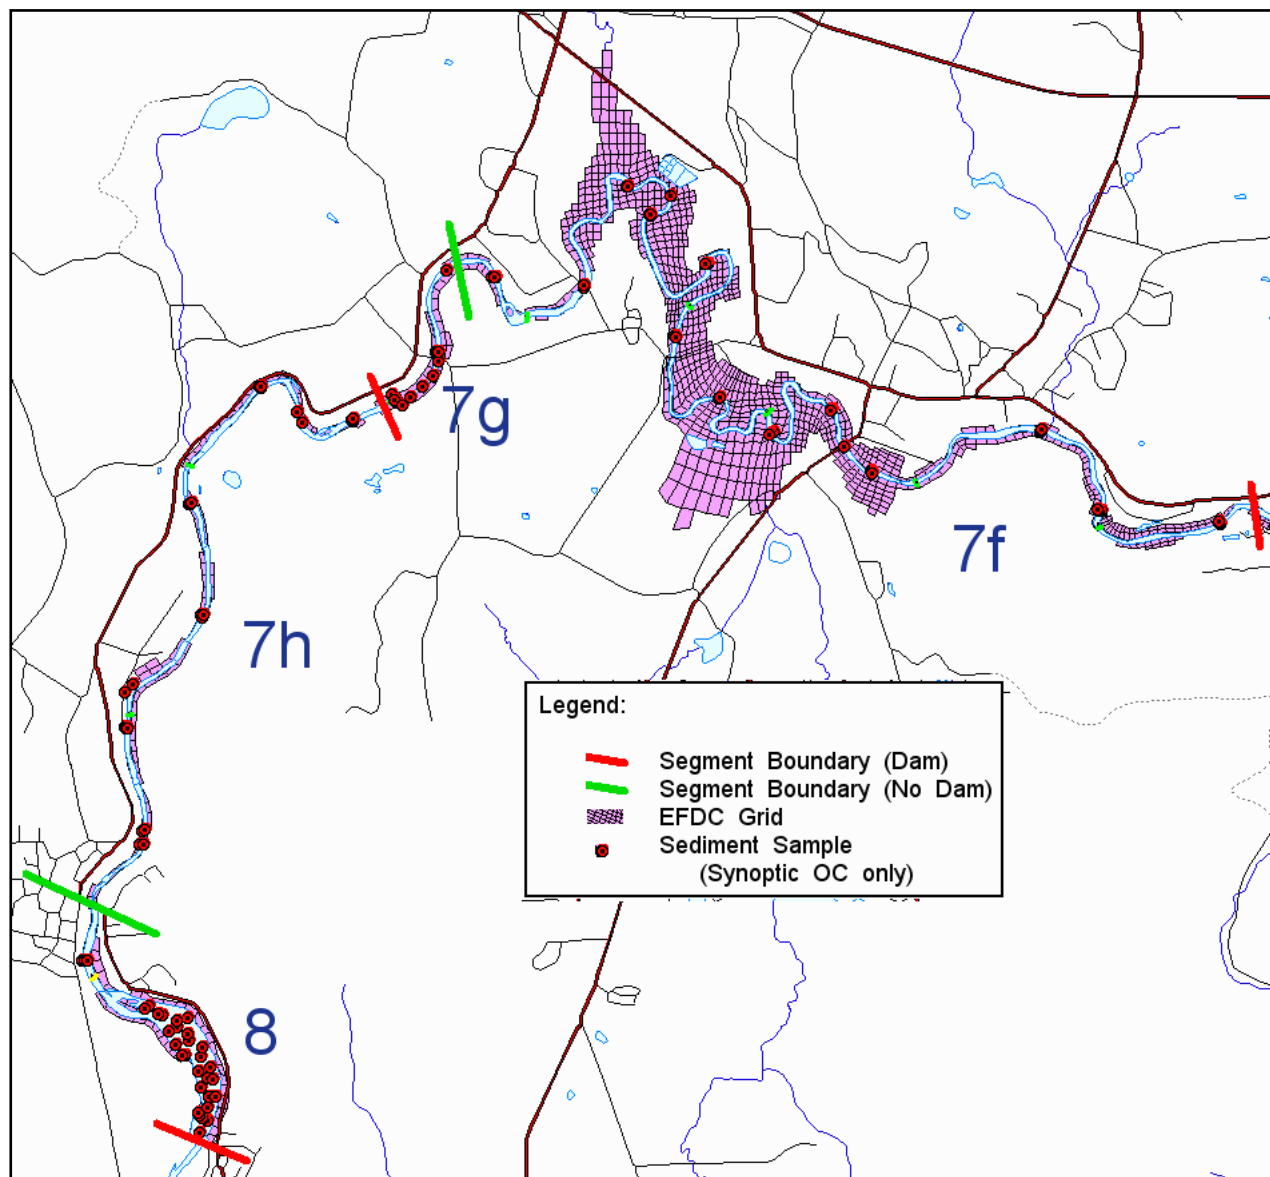 7g
7f
7h
Legend:
Segment Boundary (Dam)
Segment Boundary (No Dam)
EFDC Grid
Sediment Sample
(Synoptic OC only)
8